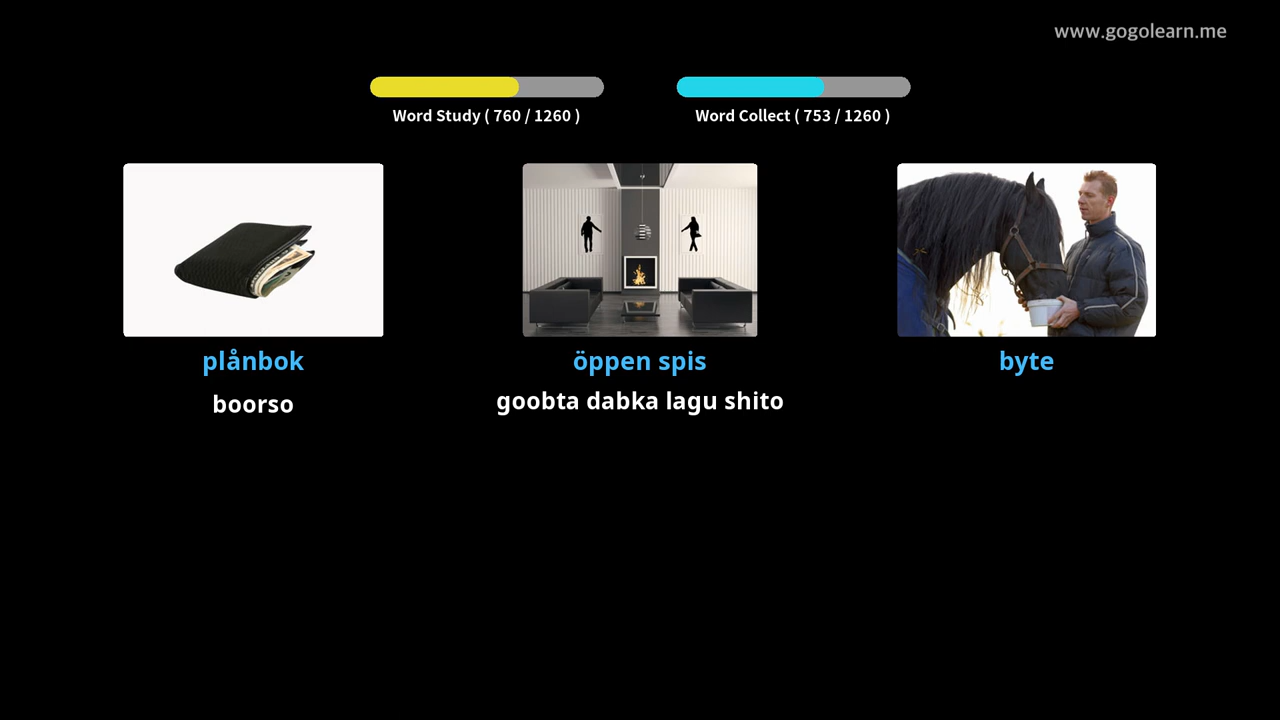 www.gogolearn.me
Word Study ( 760 / 1260 )
Word Collect ( 753 / 1260 )
plånbok
öppen spis
byte
boorso
goobta dabka lagu shito